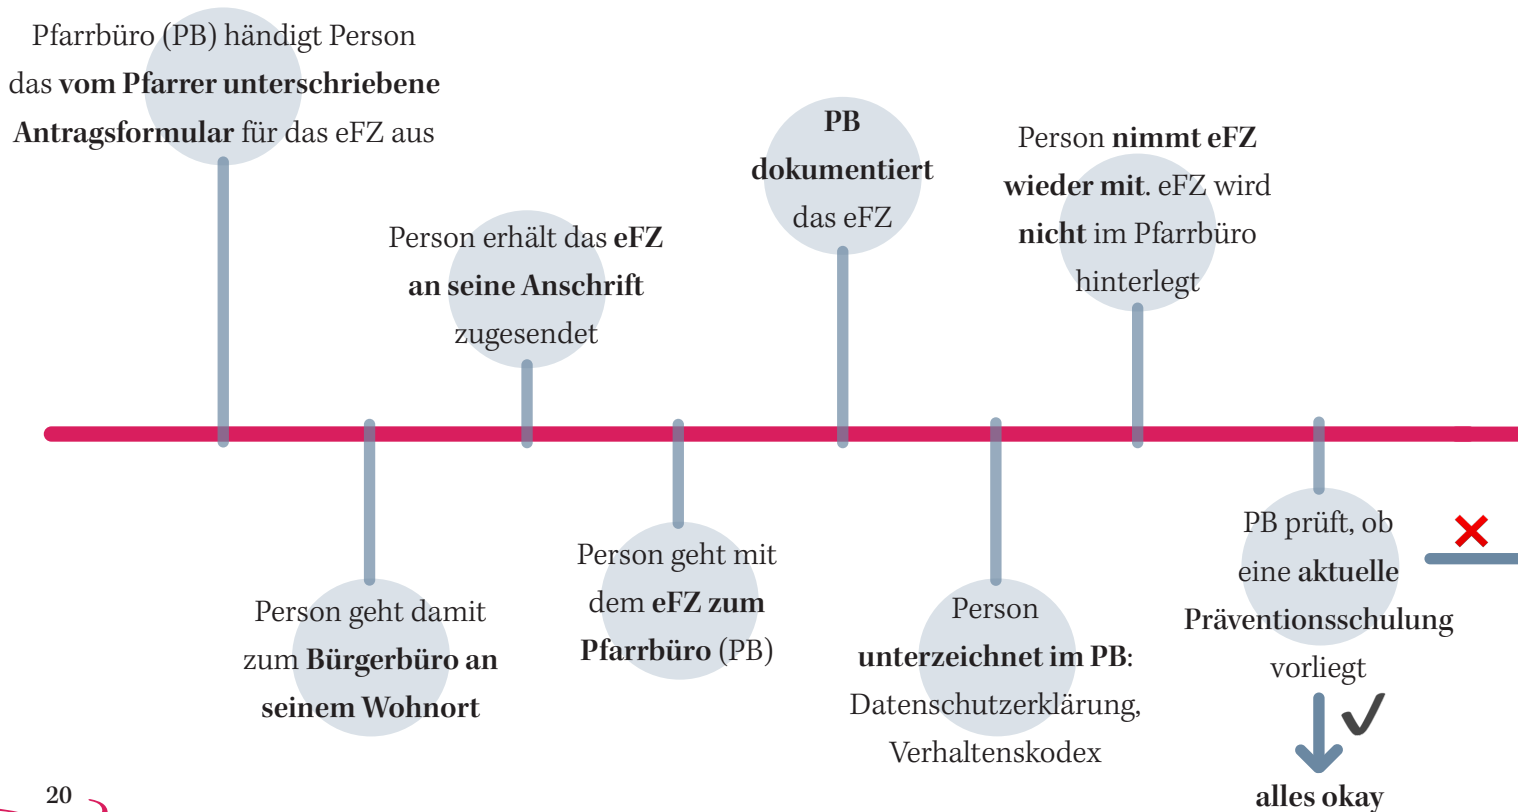 Pfarrbüro (PB) händigt Person
das vom Pfarrer unterschriebene
Antragsformular für das eFZ aus
Person geht damit
zum Bürgerbüro an
seinem Wohnort
Person erhält das eFZ
an seine Anschrift
zugesendet
Person geht mit
dem eFZ zum
Pfarrbüro (PB)
PB
dokumentiert
das eFZ
Person
unterzeichnet im PB:
Datenschutzerklärung,
Verhaltenskodex
Person nimmt eFZ
wieder mit. eFZ wird
nicht im Pfarrbüro
hinterlegt
PB prüft, ob
eine aktuelle
Präventionsschulung
vorliegt
alles okay
20